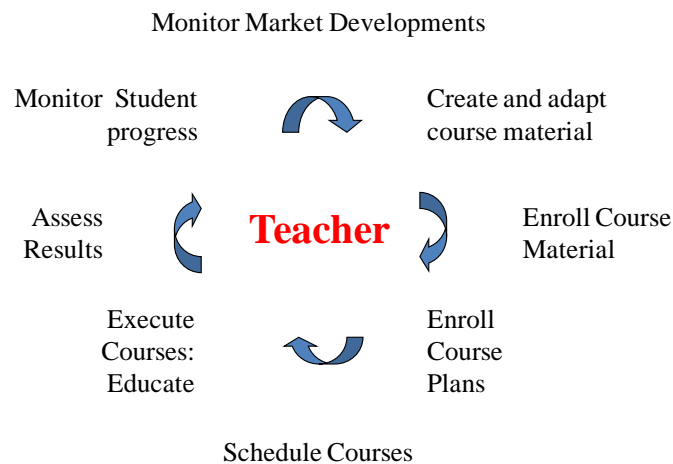 Monitor Market Developments
Monitor Student
progress
Create and adapt
course material
Assess
Results
Teacher
Enroll Course
Material
Execute
Courses:
Educate
Enroll
Course
Plans
Schedule Courses